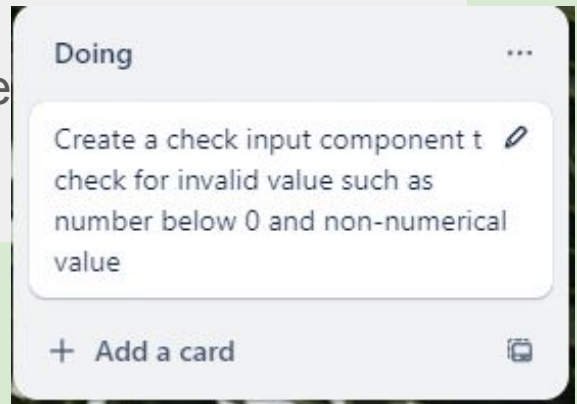 Doing
Create a check input component t
check for invalid value such as
number below 0 and non-numerical
value
+ Add a card
e